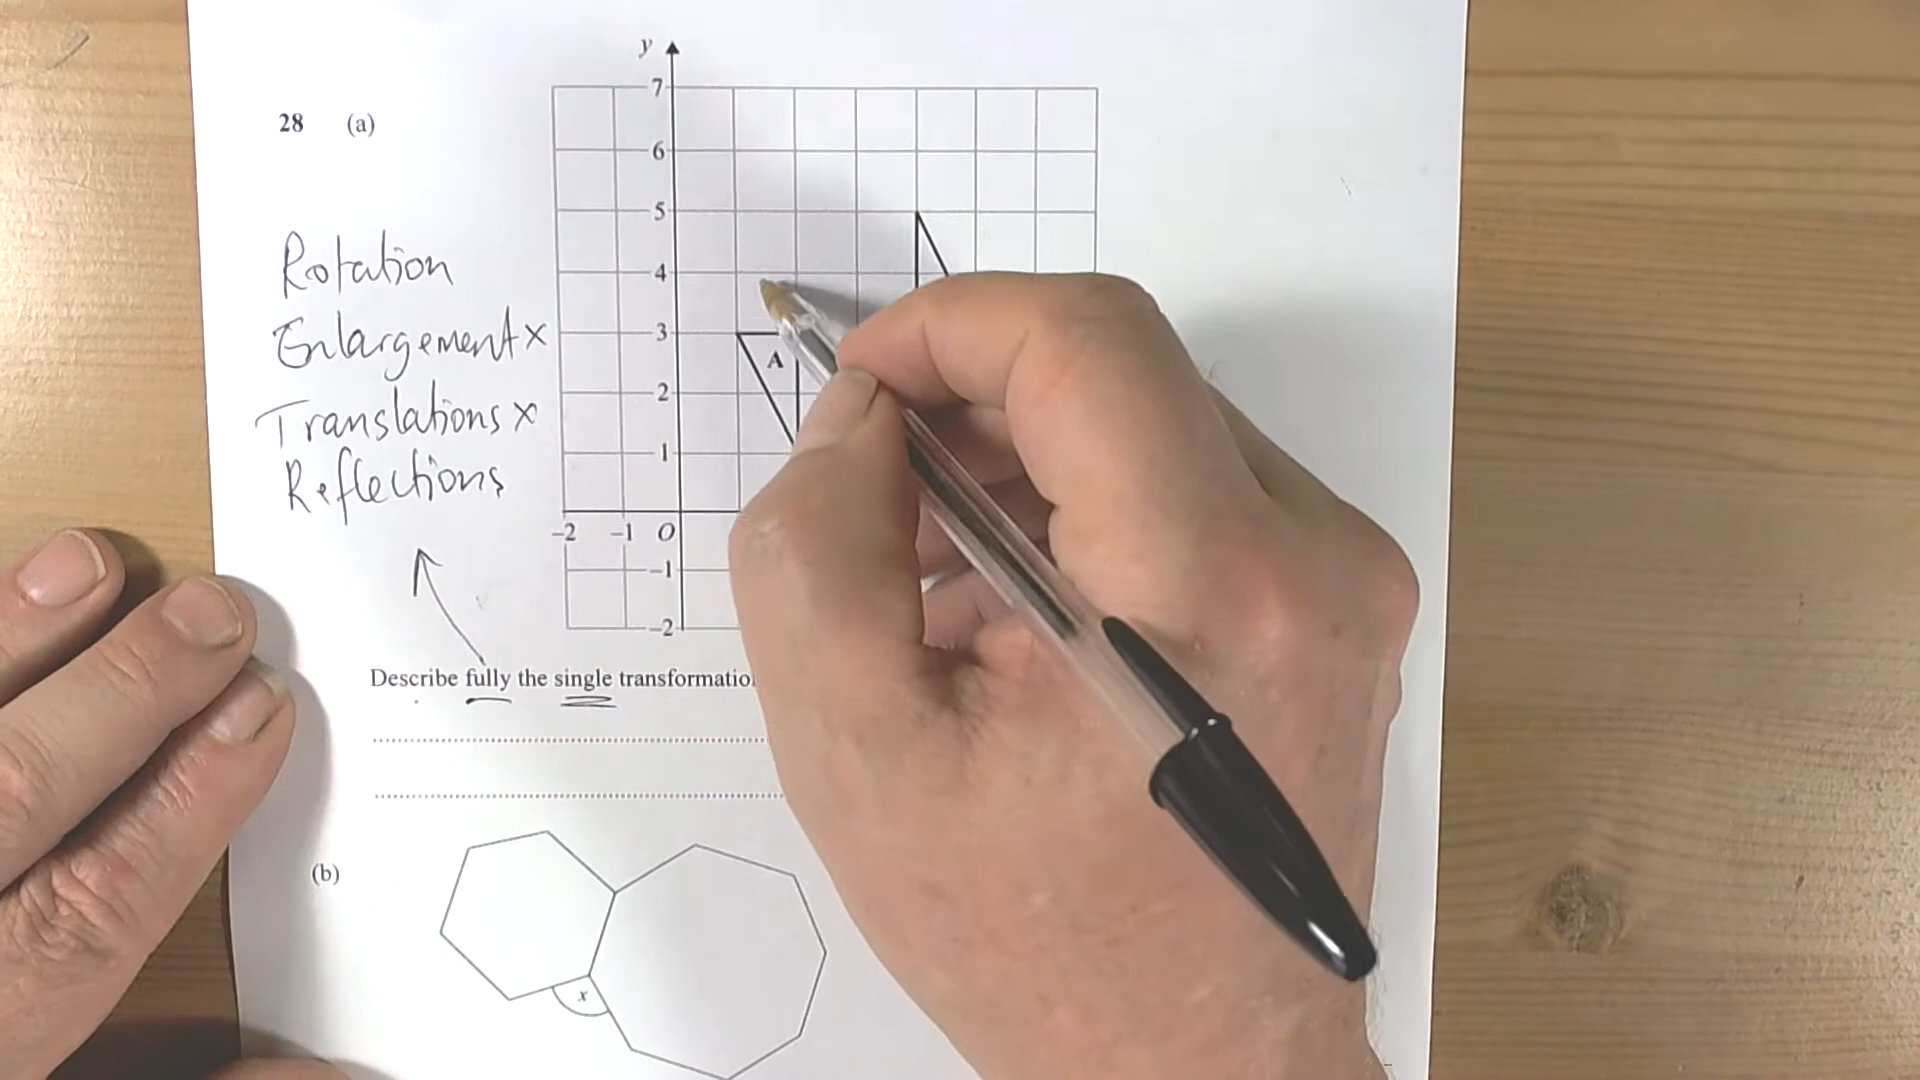 y
7
28 (a)
6
5
Rotation
4
Enlargement x
3
A
2
Translations x
1
Reflections
-2 -1 O
-1
-2
Describe fully the single transformatio
(b)
x